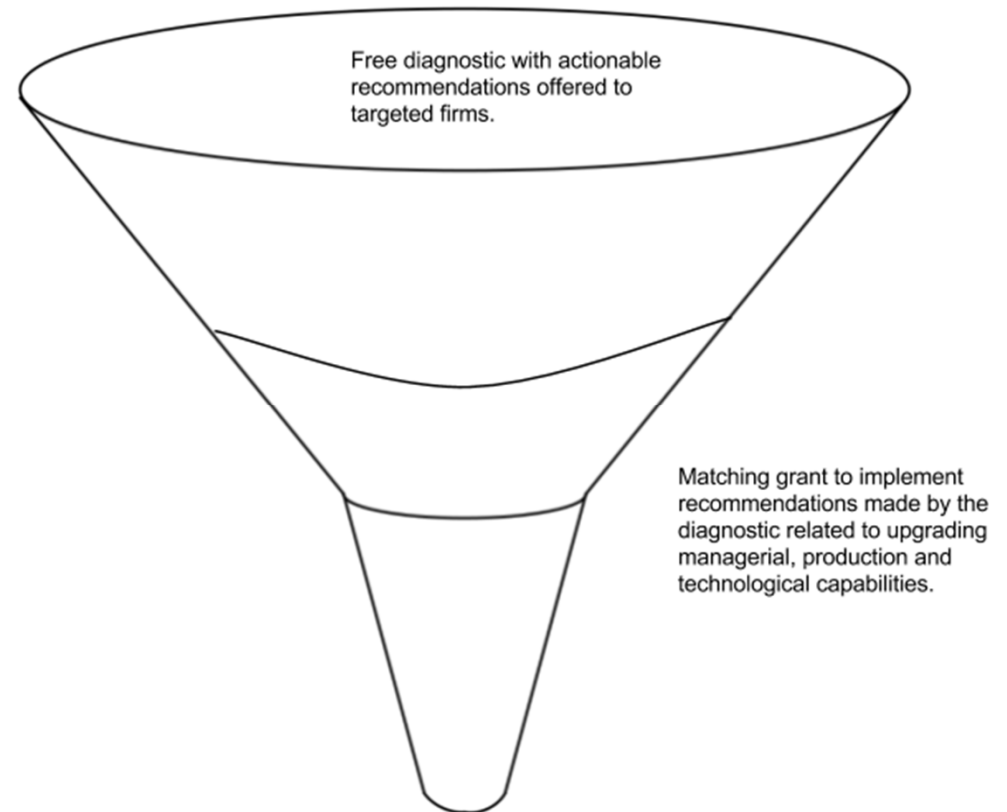 Free diagnostic with actionable
recommendations offered to
targeted firms.
Matching grant to implement
recommendations made by the
diagnostic related to upgrading
managerial, production and
technological capabilities.